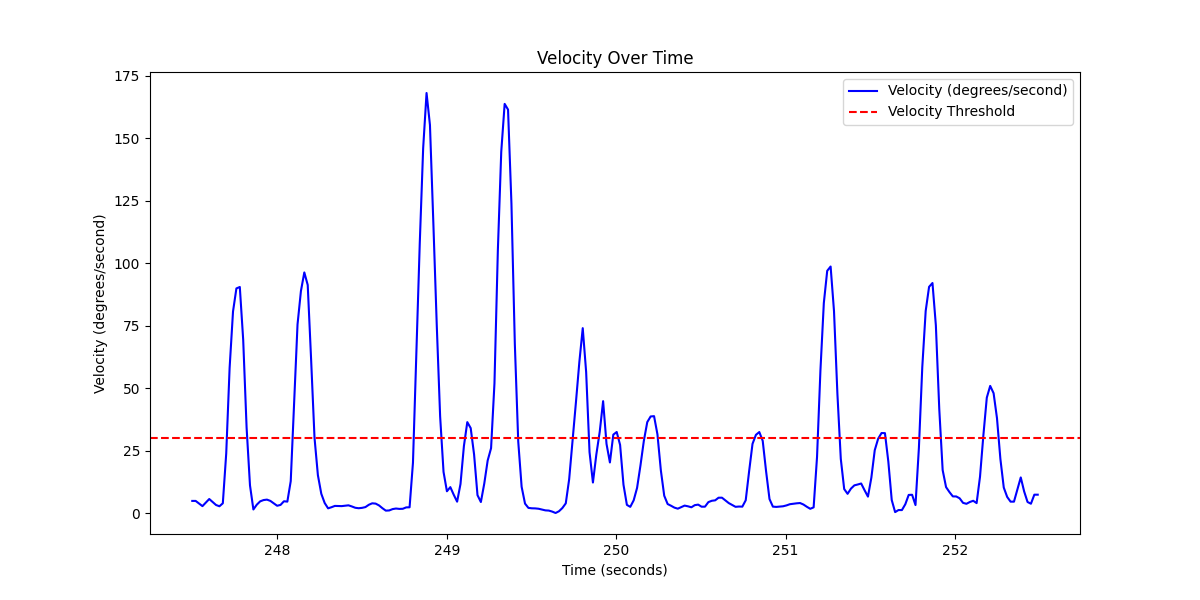 Velocity Over Time
Velocity (degrees/second)
Velocity Threshold
Velocity (degrees/second)
175
150
125
100
75
50
25
0
248
249
250
251
252
Time (seconds)